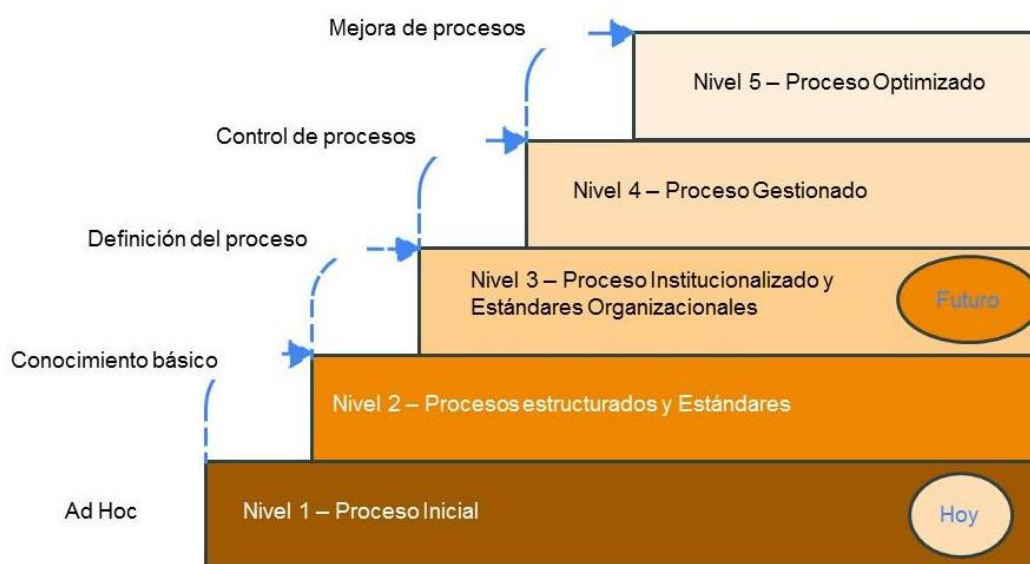 Mejora de procesos
Nivel 5 – Proceso Optimizado
Control de procesos
Nivel 4 – Proceso Gestionado
Definición del proceso
Nivel 3 – Proceso Institucionalizado y
Estándares Organizacionales
Futuro
Conocimiento básico
Nivel 2 – Procesos estructurados y Estándares
Ad Hoc
Nivel 1 – Proceso Inicial
Hoy